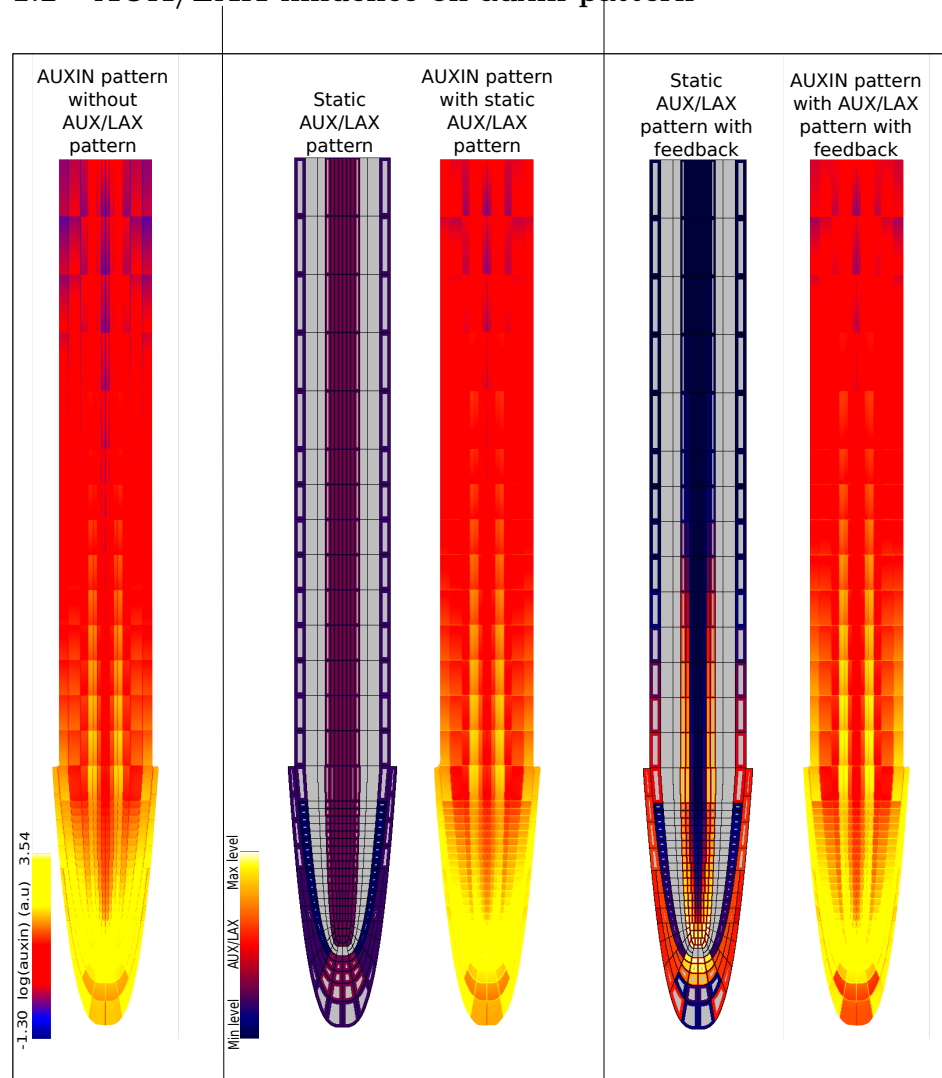 AUXIN pattern
without
AUX/LAX
pattern
Static
AUX/LAX
pattern
AUXIN pattern
with static
AUX/LAX
pattern
Static
AUX/LAX
pattern with
feedback
AUXIN pattern
with AUX/LAX
pattern with
feedback
-1.30 log(auxin) (a.u) 3.54
Min level AUX/LAX Max level